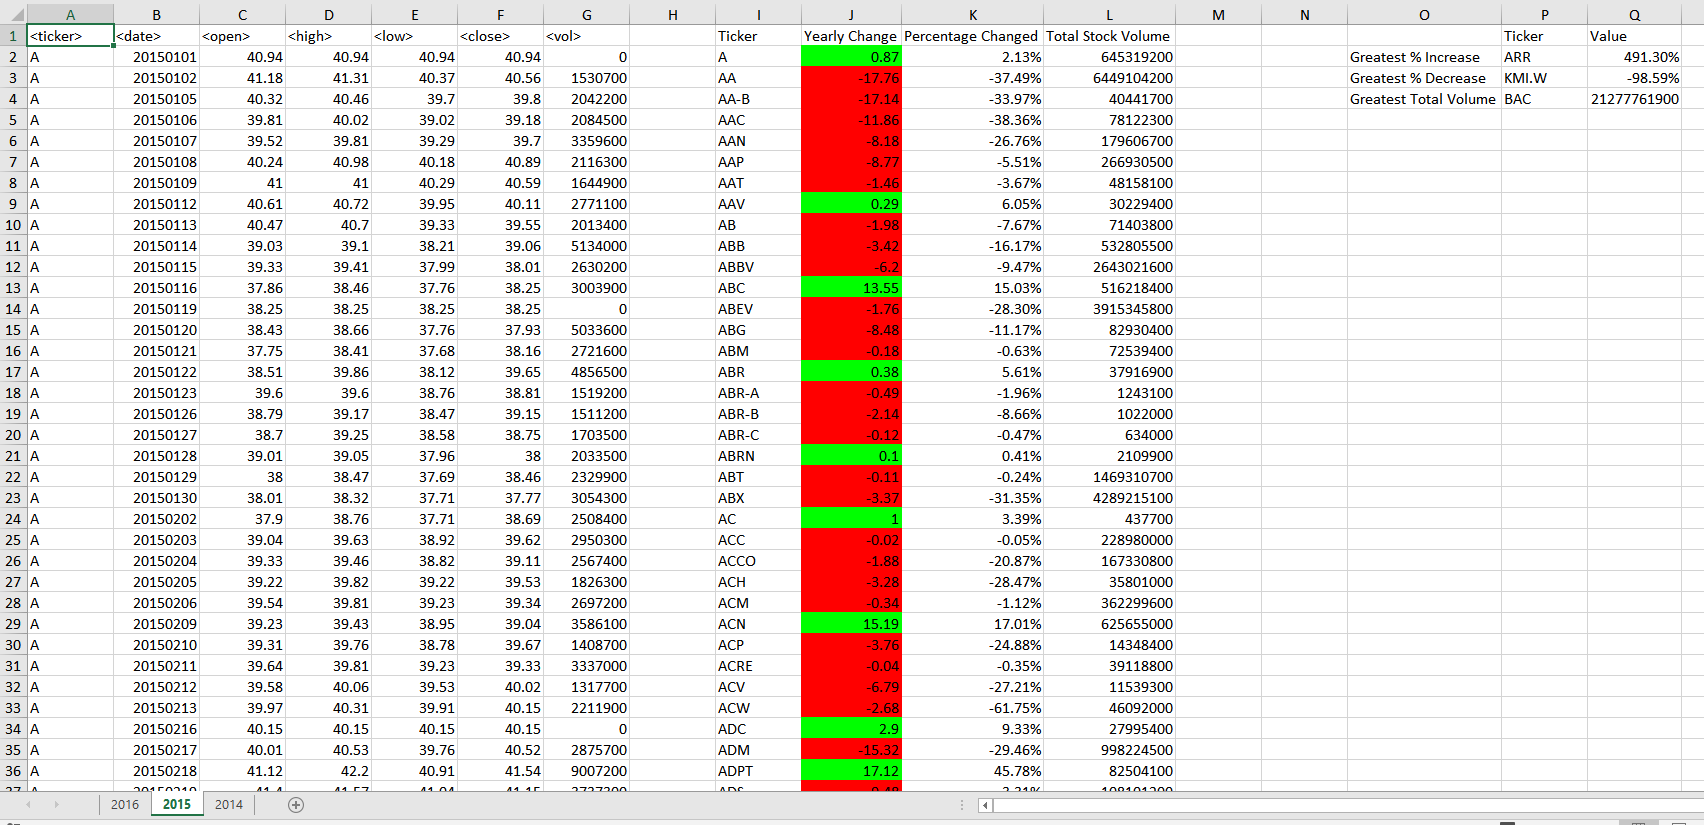 A B C D E F G H I J K L M N O P Q
1 <ticker> <date> <open> <high> <low> <close> <vol> Ticker Yearly Change Percentage Changed Total Stock Volume Ticker Value
2 A 20150101 40.94 40.94 40.94 40.94 0 A 0.87 2.13% 645319200 Greatest % Increase ARR 491.30%
3 A 20150102 41.18 41.31 40.37 40.56 1530700 AA -17.76 -37.49% 6449104200 Greatest % Decrease KMI.W -98.59%
4 A 20150105 40.32 40.46 39.7 39.8 2042200 AA-B -17.14 -33.97% 40441700 Greatest Total Volume BAC 21277761900
5 A 20150106 39.81 40.02 39.02 39.18 2084500 AAC -11.86 -38.36% 78122300
6 A 20150107 39.52 39.81 39.29 39.7 3359600 AAN -8.18 -26.76% 179606700
7 A 20150108 40.24 40.98 40.18 40.89 2116300 AAP -8.77 -5.51% 266930500
8 A 20150109 41 41 40.29 40.59 1644900 AAT -1.46 -3.67% 48158100
9 A 20150112 40.61 40.72 39.95 40.11 2771100 AAV 0.29 6.05% 30229400
10 A 20150113 40.47 40.7 39.33 39.55 2013400 AB -1.98 -7.67% 71403800
11 A 20150114 39.03 39.1 38.21 39.06 5134000 ABB -3.42 -16.17% 532805500
12 A 20150115 39.33 39.41 37.99 38.01 2630200 ABBV -6.2 -9.47% 2643021600
13 A 20150116 37.86 38.46 37.76 38.25 3003900 ABC 13.55 15.03% 516218400
14 A 20150119 38.25 38.25 38.25 38.25 0 ABEV -1.76 -28.30% 3915345800
15 A 20150120 38.43 38.66 37.76 37.93 5033600 ABG -8.48 -11.17% 82930400
16 A 20150121 37.75 38.41 37.68 38.16 2721600 ABM -0.18 -0.63% 72539400
17 A 20150122 38.51 39.86 38.12 39.65 4856500 ABR 0.38 5.61% 37916900
18 A 20150123 39.6 39.6 38.76 38.81 1519200 ABR-A -0.49 -1.96% 1243100
19 A 20150126 38.79 39.17 38.47 39.15 1511200 ABR-B -2.14 -8.66% 1022000
20 A 20150127 38.7 39.25 38.58 38.75 1703500 ABR-C -0.12 -0.47% 634000
21 A 20150128 39.01 39.05 37.96 38 2033500 ABRN 0.1 0.41% 2109900
22 A 20150129 38 38.47 37.69 38.46 2329900 ABT -0.11 -0.24% 1469310700
23 A 20150130 38.01 38.32 37.71 37.77 3054300 ABX -3.37 -31.35% 4289215100
24 A 20150202 37.9 38.76 37.71 38.69 2508400 AC 1 3.39% 437700
25 A 20150203 39.04 39.63 38.92 39.62 2950300 ACC -0.02 -0.05% 228980000
26 A 20150204 39.33 39.46 38.82 39.11 2567400 ACCO -1.88 -20.87% 167330800
27 A 20150205 39.22 39.82 39.22 39.53 1826300 ACH -3.28 -28.47% 35801000
28 A 20150206 39.54 39.81 39.23 39.34 2697200 ACM -0.34 -1.12% 362299600
29 A 20150209 39.23 39.43 38.95 39.04 3586100 ACN 15.19 17.01% 625655000
30 A 20150210 39.31 39.76 38.78 39.67 1408700 ACP -3.76 -24.88% 14348400
31 A 20150211 39.64 39.81 39.23 39.33 3337000 ACRE -0.04 -0.35% 39118800
32 A 20150212 39.58 40.06 39.53 40.02 1317700 ACV -6.79 -27.21% 11539300
33 A 20150213 39.97 40.31 39.91 40.15 2211900 ACW -2.68 -61.75% 46092000
34 A 20150216 40.15 40.15 40.15 40.15 0 ADC 2.9 9.33% 27995400
35 A 20150217 40.01 40.53 39.76 40.52 2875700 ADM -15.32 -29.46% 998224500
36 A 20150218 41.12 42.2 40.91 41.54 9007200 ADPT 17.12 45.78% 82504100
2016 2015 2014